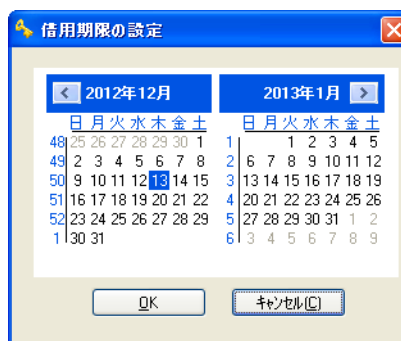 借用期限の設定
2012年12月
日 月 火 水 木 金 土
48 25 26 27 28 29 30 1
49 2 3 4 5 6 7 8
50 9 10 11 12 13 14 15
51 16 17 18 19 20 21 22
52 23 24 25 26 27 28 29
1 30 31
2013年1月
日 月 火 水 木 金 土
1 1 2 3 4 5
2 6 7 8 9 10 11 12
3 13 14 15 16 17 18 19
4 20 21 22 23 24 25 26
5 27 28 29 30 31 1 2
6 3 4 5 6 7 8 9
OK
ｷｬﾝｾﾙ(C)